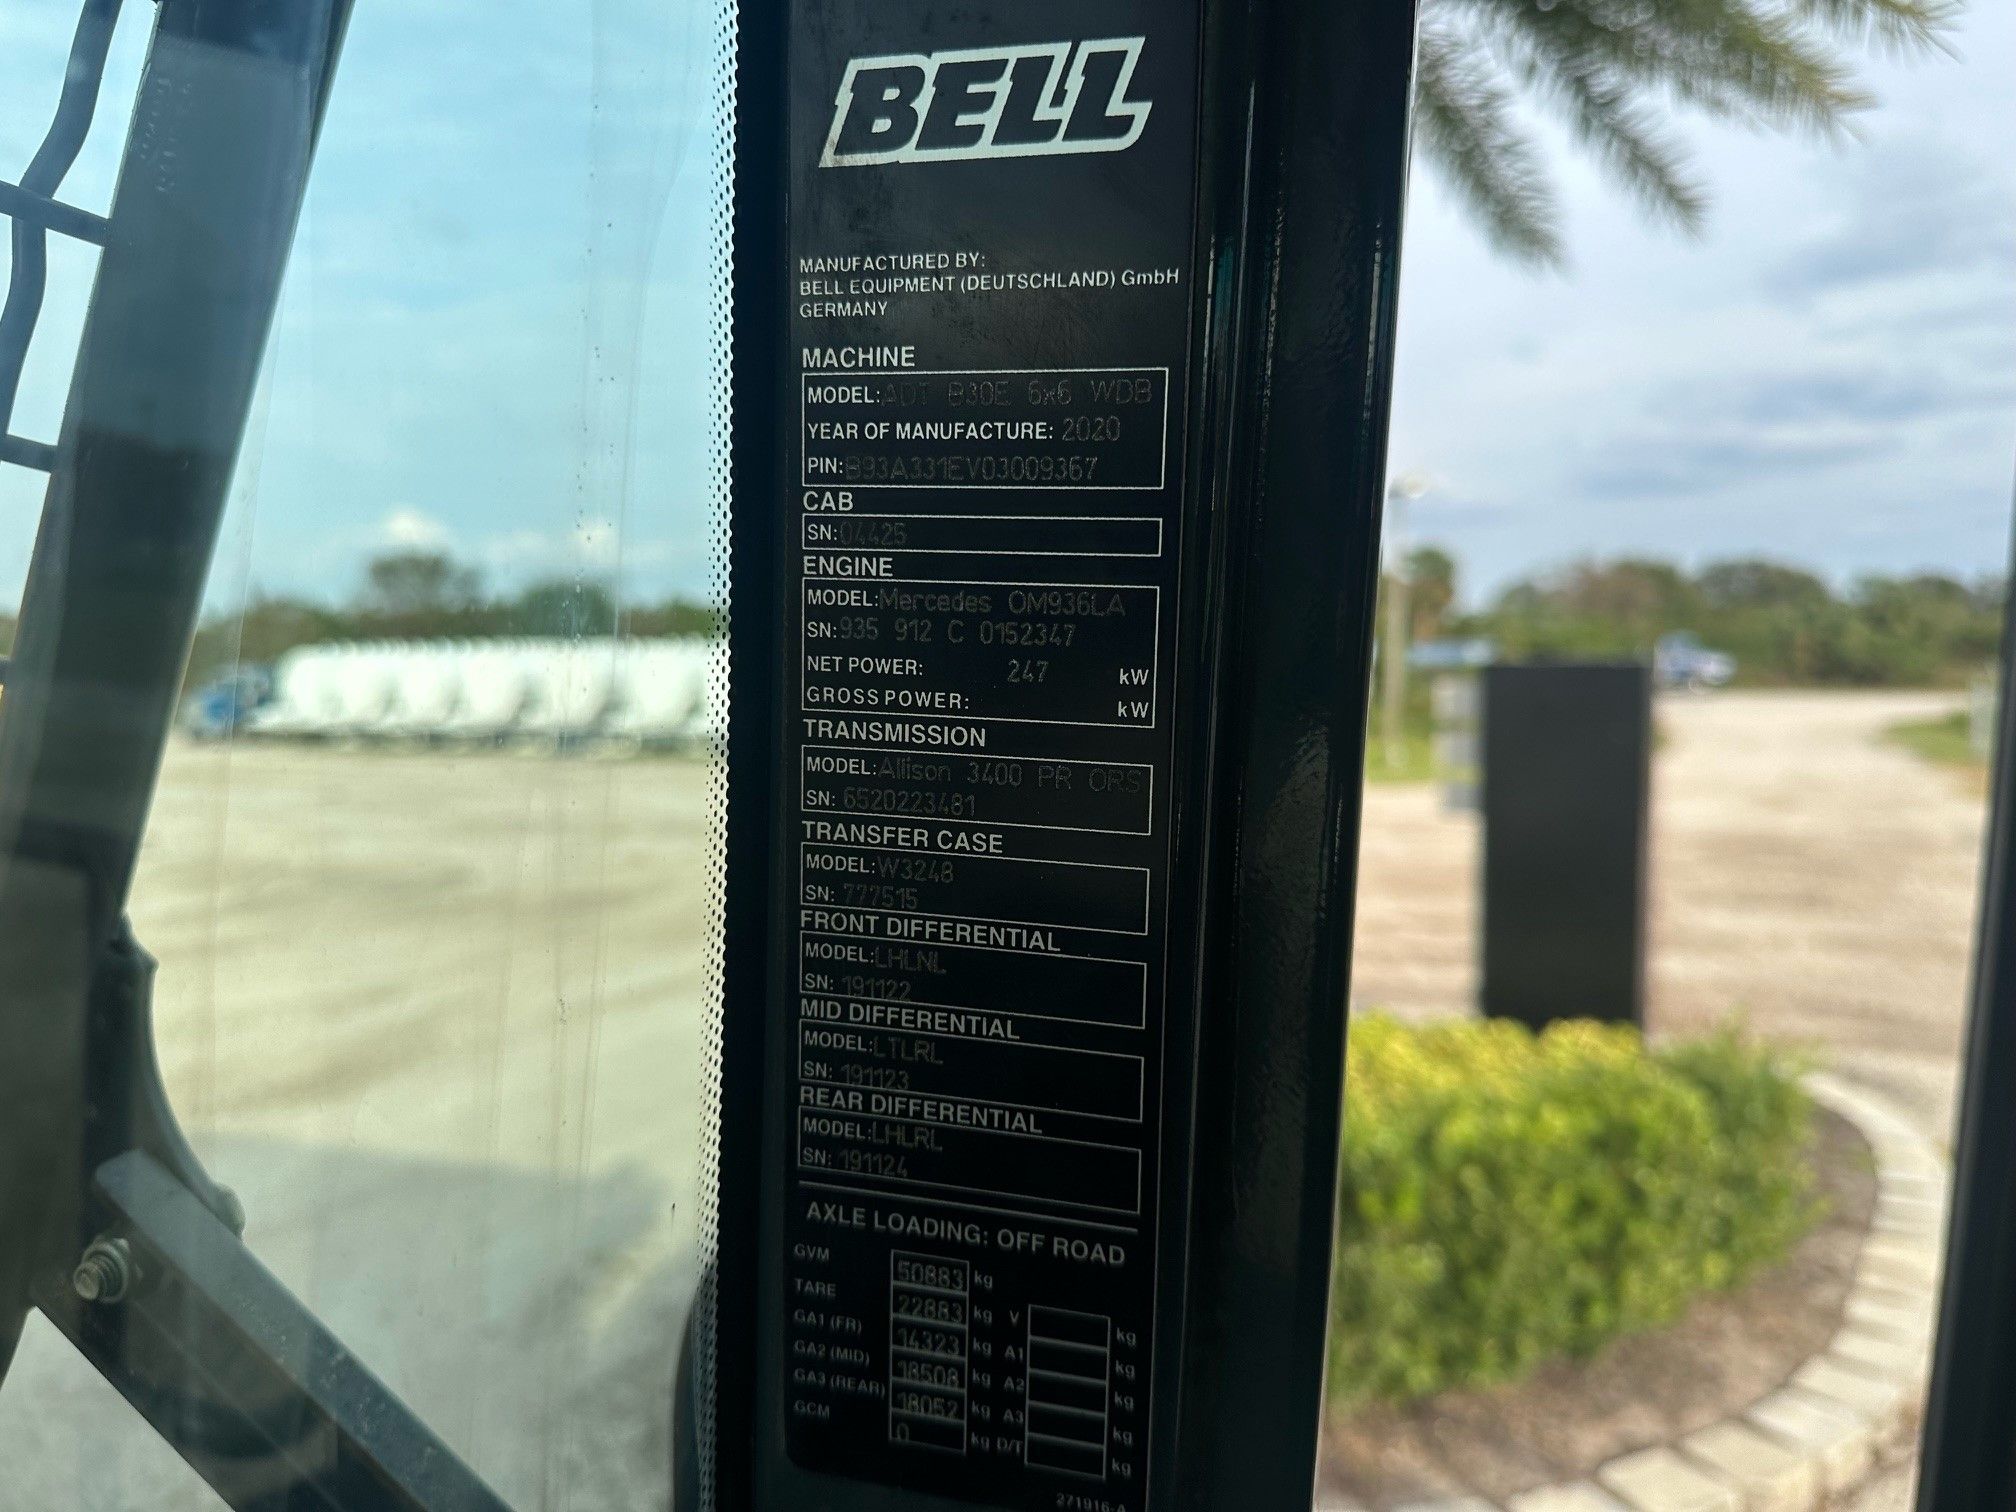 BELL
MANUFACTURED BY:
BELL EQUIPMENT (DEUTSCHLAND) GmbH
GERMANY
MACHINE
MODEL: ADT B30E 6x6 WDB
YEAR OF MANUFACTURE: 2020
PIN: B93A331EV03009367
CAB
SN: 04425
ENGINE
MODEL: Mercedes OM936LA
SN: 935 912 C 0152347
NET POWER: 247 kW
GROSS POWER: kW
TRANSMISSION
MODEL: Allison 3400 PR ORS
SN: 6520223481
TRANSFER CASE
MODEL: W3248
SN: 777515
FRONT DIFFERENTIAL
MODEL: LHLNL
SN: 191122
MID DIFFERENTIAL
MODEL: LTLRL
SN: 191123
REAR DIFFERENTIAL
MODEL: LHLRL
SN: 191124
AXLE LOADING: OFF ROAD
GVM 50883 kg
TARE 22883 kg V kg
GA1 (FR) 14323 kg A1 kg
GA2 (MID) 18508 kg A2 kg
GA3 (REAR) 18052 kg A3 kg
GCM 0 kg D/T kg
271916-A